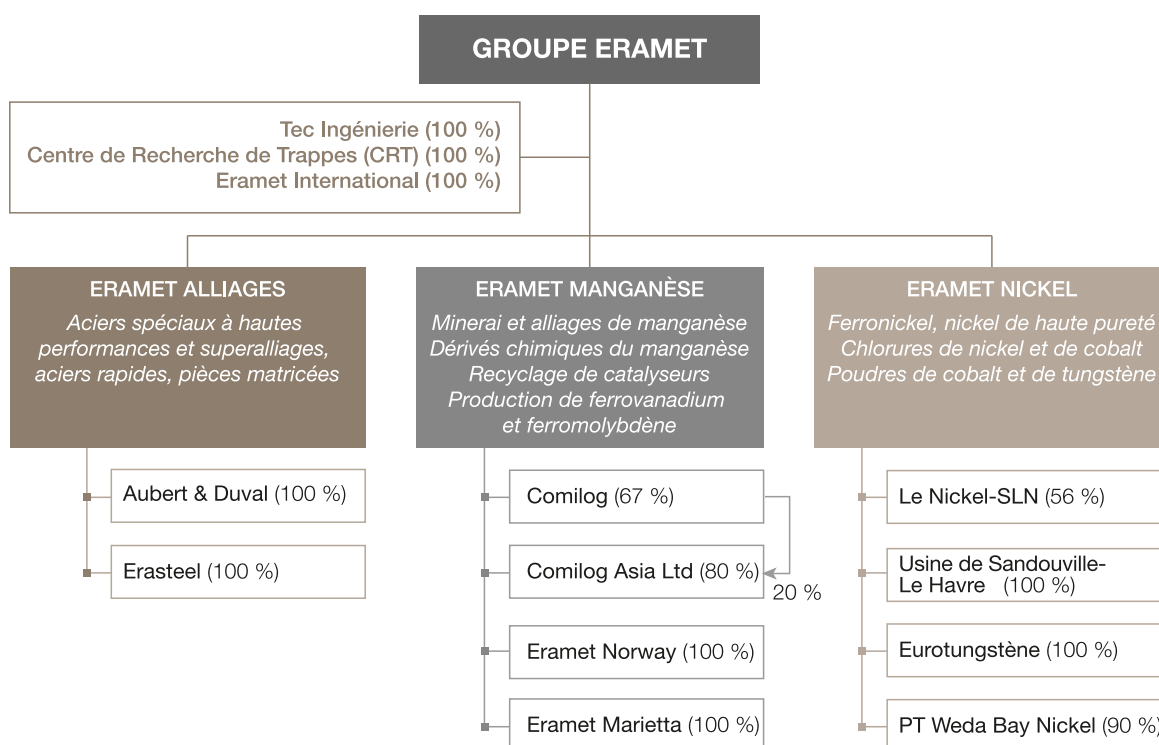 GROUPE ERAMET
Tec Ingénierie (100 %)
Centre de Recherche de Trappes (CRT) (100 %)
Eramet International (100 %)
ERAMET ALLIAGES
Aciers spéciaux à hautes
performances et superalliages,
aciers rapides, pièces matricées
Aubert & Duval (100 %)
Erasteel (100 %)
ERAMET MANGANÈSE
Minerai et alliages de manganèse
Dérivés chimiques du manganèse
Recyclage de catalyseurs
Production de ferrovanadium
et ferromolybdène
Comilog (67 %)
Comilog Asia Ltd (80 %)
20 %
Eramet Norway (100 %)
Eramet Marietta (100 %)
ERAMET NICKEL
Ferronickel, nickel de haute pureté
Chlorures de nickel et de cobalt
Poudres de cobalt et de tungstène
Le Nickel-SLN (56 %)
Usine de Sandouville-
Le Havre (100 %)
Eurotungstène (100 %)
PT Weda Bay Nickel (90 %)